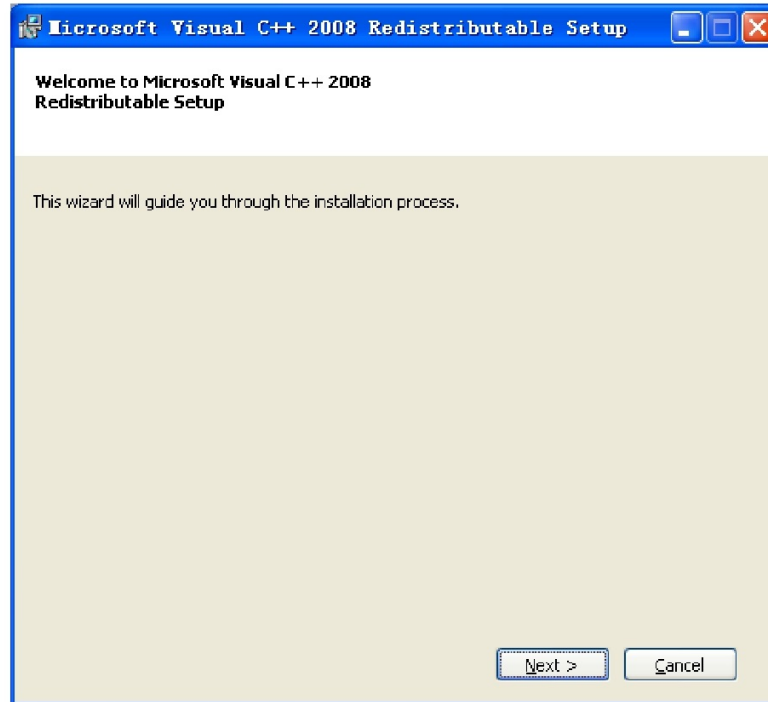 Microsoft Visual C++ 2008 Redistributable Setup
Welcome to Microsoft Visual C++ 2008
Redistributable Setup
This wizard will guide you through the installation process.
Next >
Cancel